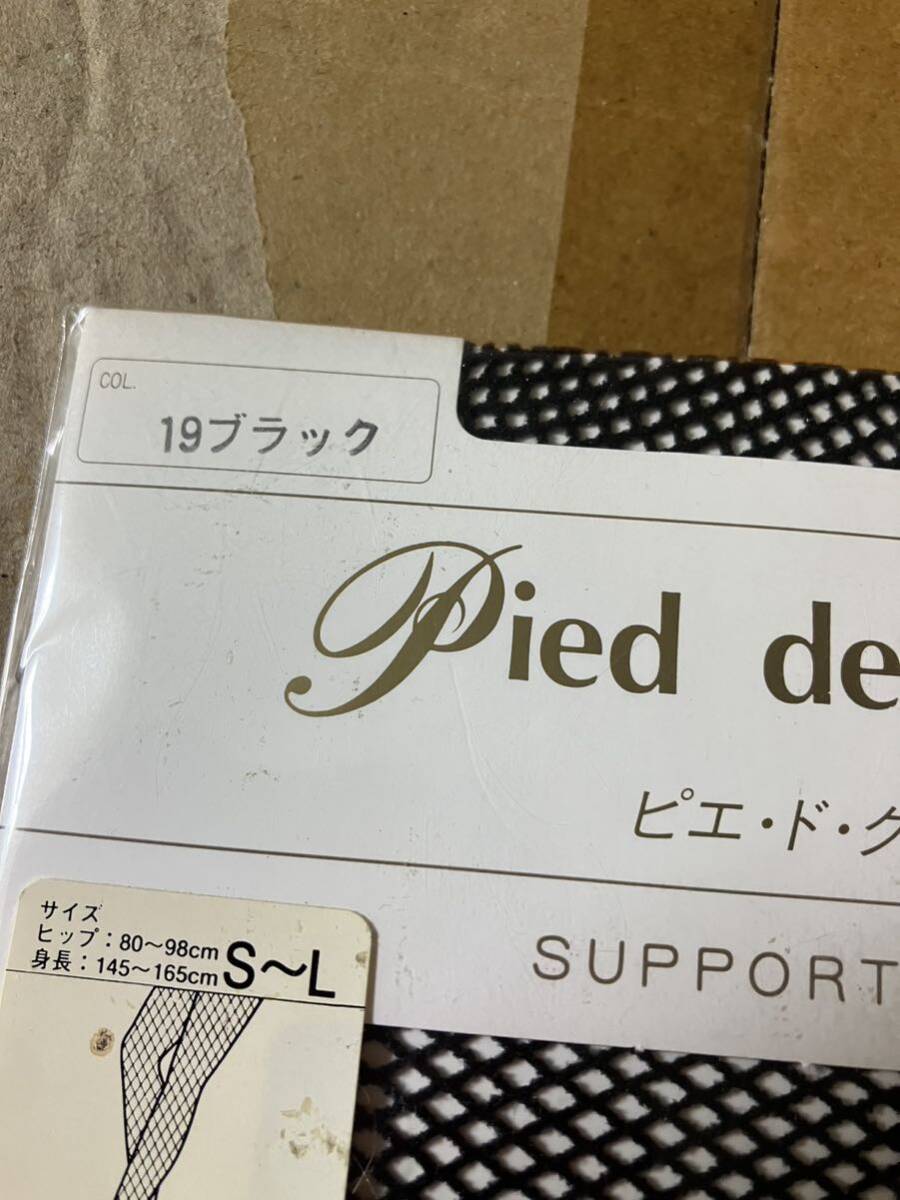 COL.
19ブラック
Pied de
ピエ・ド・ク
SUPPORT
サイズ
ヒップ：80〜98cm
身長：145〜165cm
S〜L